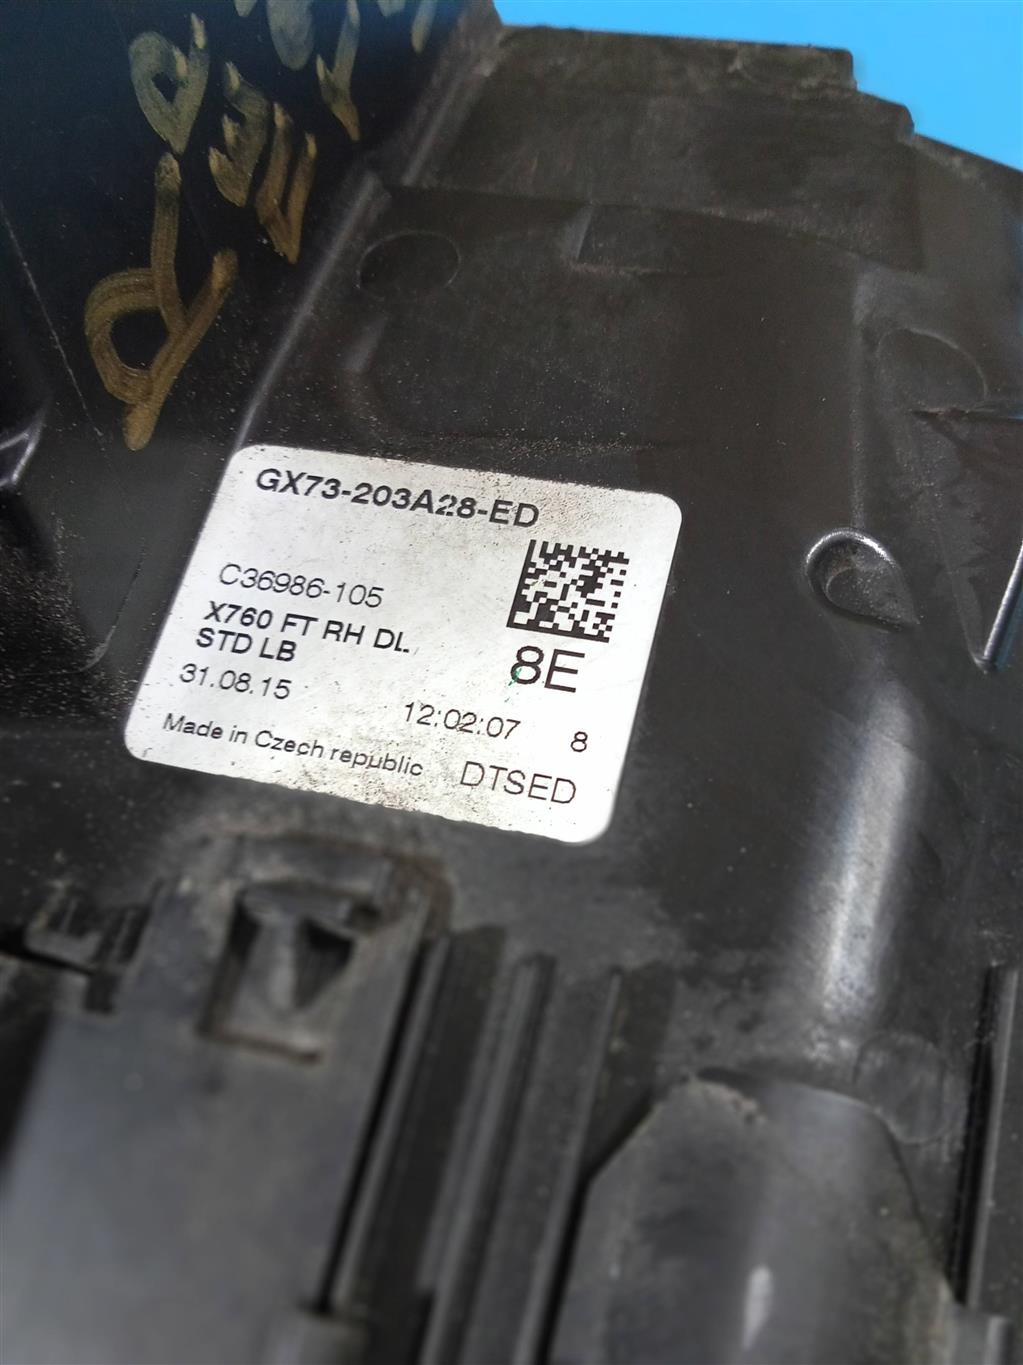 GX73-203A28-ED
C36986-105
X760 FT RH DL.
STD LB
8E
31.08.15
12:02:07 8
Made in Czech republic DTSED